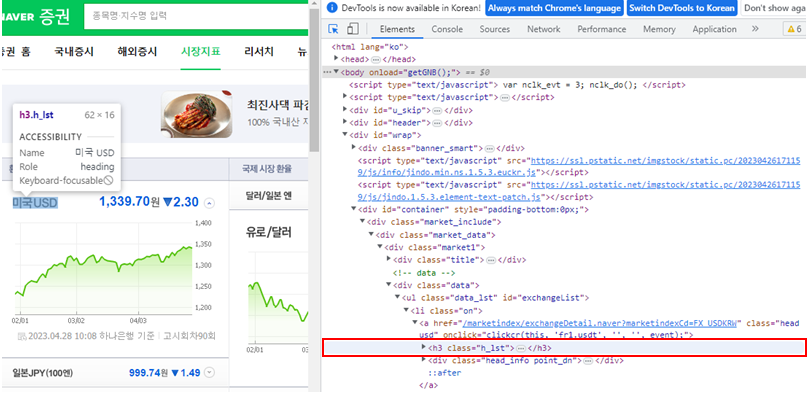 NAVER 증권
종목명·지수명 입력
증권 홈
국내증시
해외증시
시장지표
리서치
뉴스
h3.h_lst 62 × 16
ACCESSIBILITY
Name 미국 USD
Role heading
Keyboard-focusable
최진사댁 파김
100% 국내산 재
국제 시장 환율
미국USD 1,339.70원 ▼2.30
달러/일본 엔
유로/달러
1,400
1,350
1,300
1,250
1,200
02/01 03/01 04/03
02/01 03/01
2023.04.28 10:08 하나은행 기준 고시회차90회
일본JPY(100엔) 999.74원 ▼1.49
DevTools is now available in Korean! Always match Chrome's language Switch DevTools to Korean Don't show aga
Elements Console Sources Network Performance Memory Application 6
<html lang="ko">
<head>…</head>
<body onload="getGNB();"> == $0
<script type="text/javascript"> var nclk_evt = 3; nclk_do(); </script>
<script type="text/javascript">…</script>
<div id="u_skip">…</div>
<div id="header">…</div>
<div id="wrap">
<div class="banner_smart">…</div>
<script type="text/javascript" src="https://ssl.pstatic.net/imgstock/static.pc/2023042617115
9/js/info/jindo.min.ns.1.5.3.euckr.js"></script>
<script type="text/javascript" src="https://ssl.pstatic.net/imgstock/static.pc/2023042617115
9/js/jindo.1.5.3.element-text-patch.js"></script>
<div id="container" style="padding-bottom:0px;">
<div class="market_include">
<div class="market_data">
<div class="market1">
<div class="title">…</div>
<!-- data -->
<div class="data">
<ul class="data_lst" id="exchangeList">
<li class="on">
<a href="/marketindex/exchangeDetail.naver?marketindexCd=FX_USDKRW" class="head
usd" onclick="clickcr(this, 'fr1.usdt', '', '', event);">
<h3 class="h_lst">…</h3>
<div class="head_info point_dn">…</div>
::after
</a>